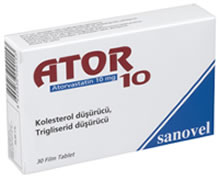 ATOR
Atorvastatin 10 mg
10
Kolesterol düşürücü,
Trigliserid düşürücü
sanovel
30 Film Tablet